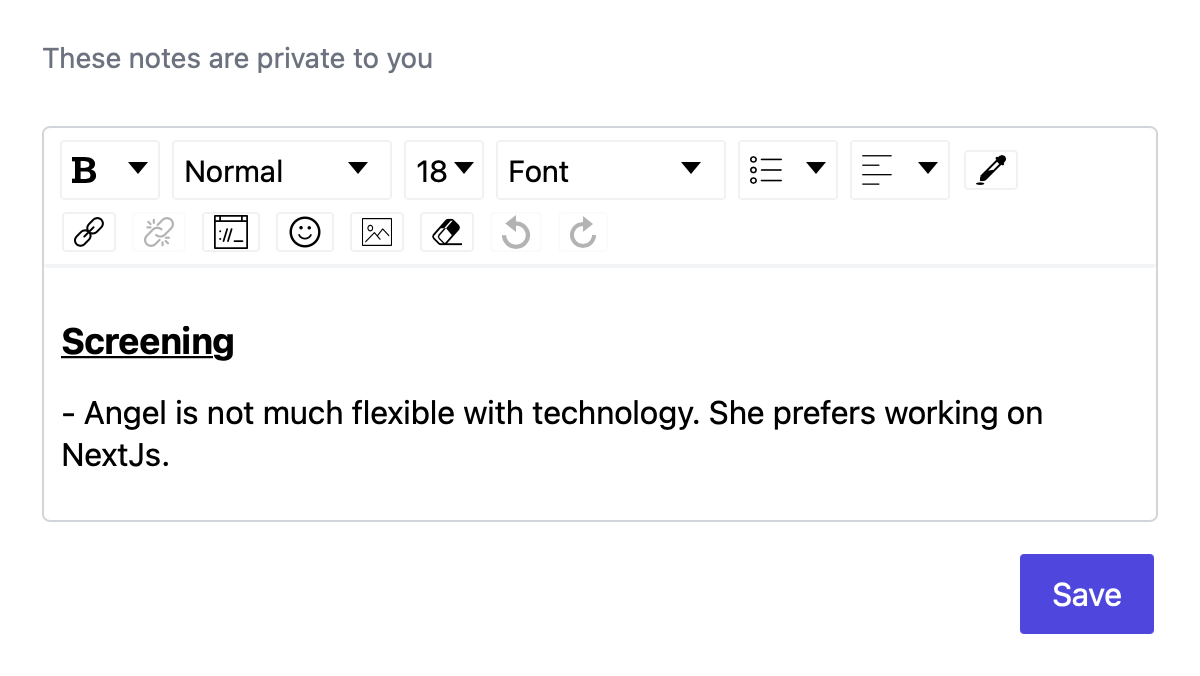 These notes are private to you
B
Normal
18
Font
://_
Screening
- Angel is not much flexible with technology. She prefers working on
NextJs.
Save